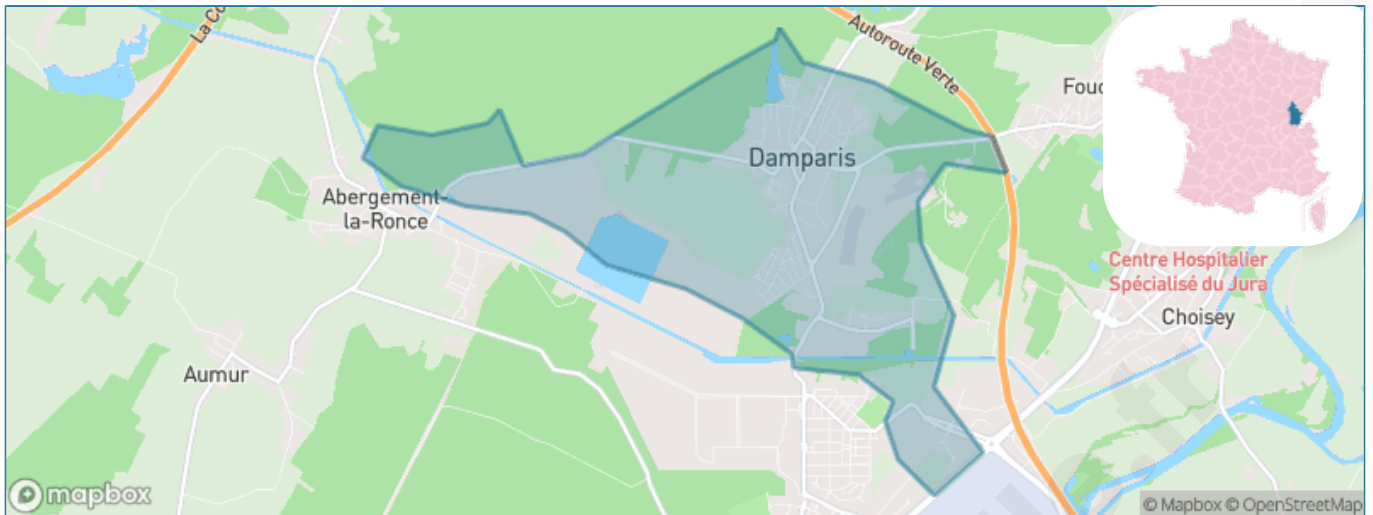 La Co
Autoroute Verte
Fouc
Damparis
Abergement-
la-Ronce
Centre Hospitalier
Spécialisé du Jura
Choisey
Aumur
mapbox
© Mapbox © OpenStreetMap